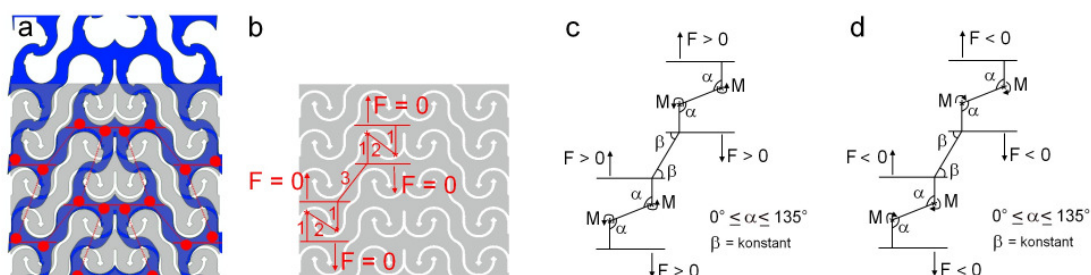 a
b
F = 0
1
1
2
3
F = 0
F = 0
1
1
2
F = 0
c
F > 0
α
M
M
α
β
F > 0
F > 0
β
α
M
M
α
0° ≤ α ≤ 135°
β = konstant
F > 0
d
F < 0
α
M
M
α
β
F < 0
F < 0
β
α
M
M
α
0° ≤ α ≤ 135°
β = konstant
F < 0